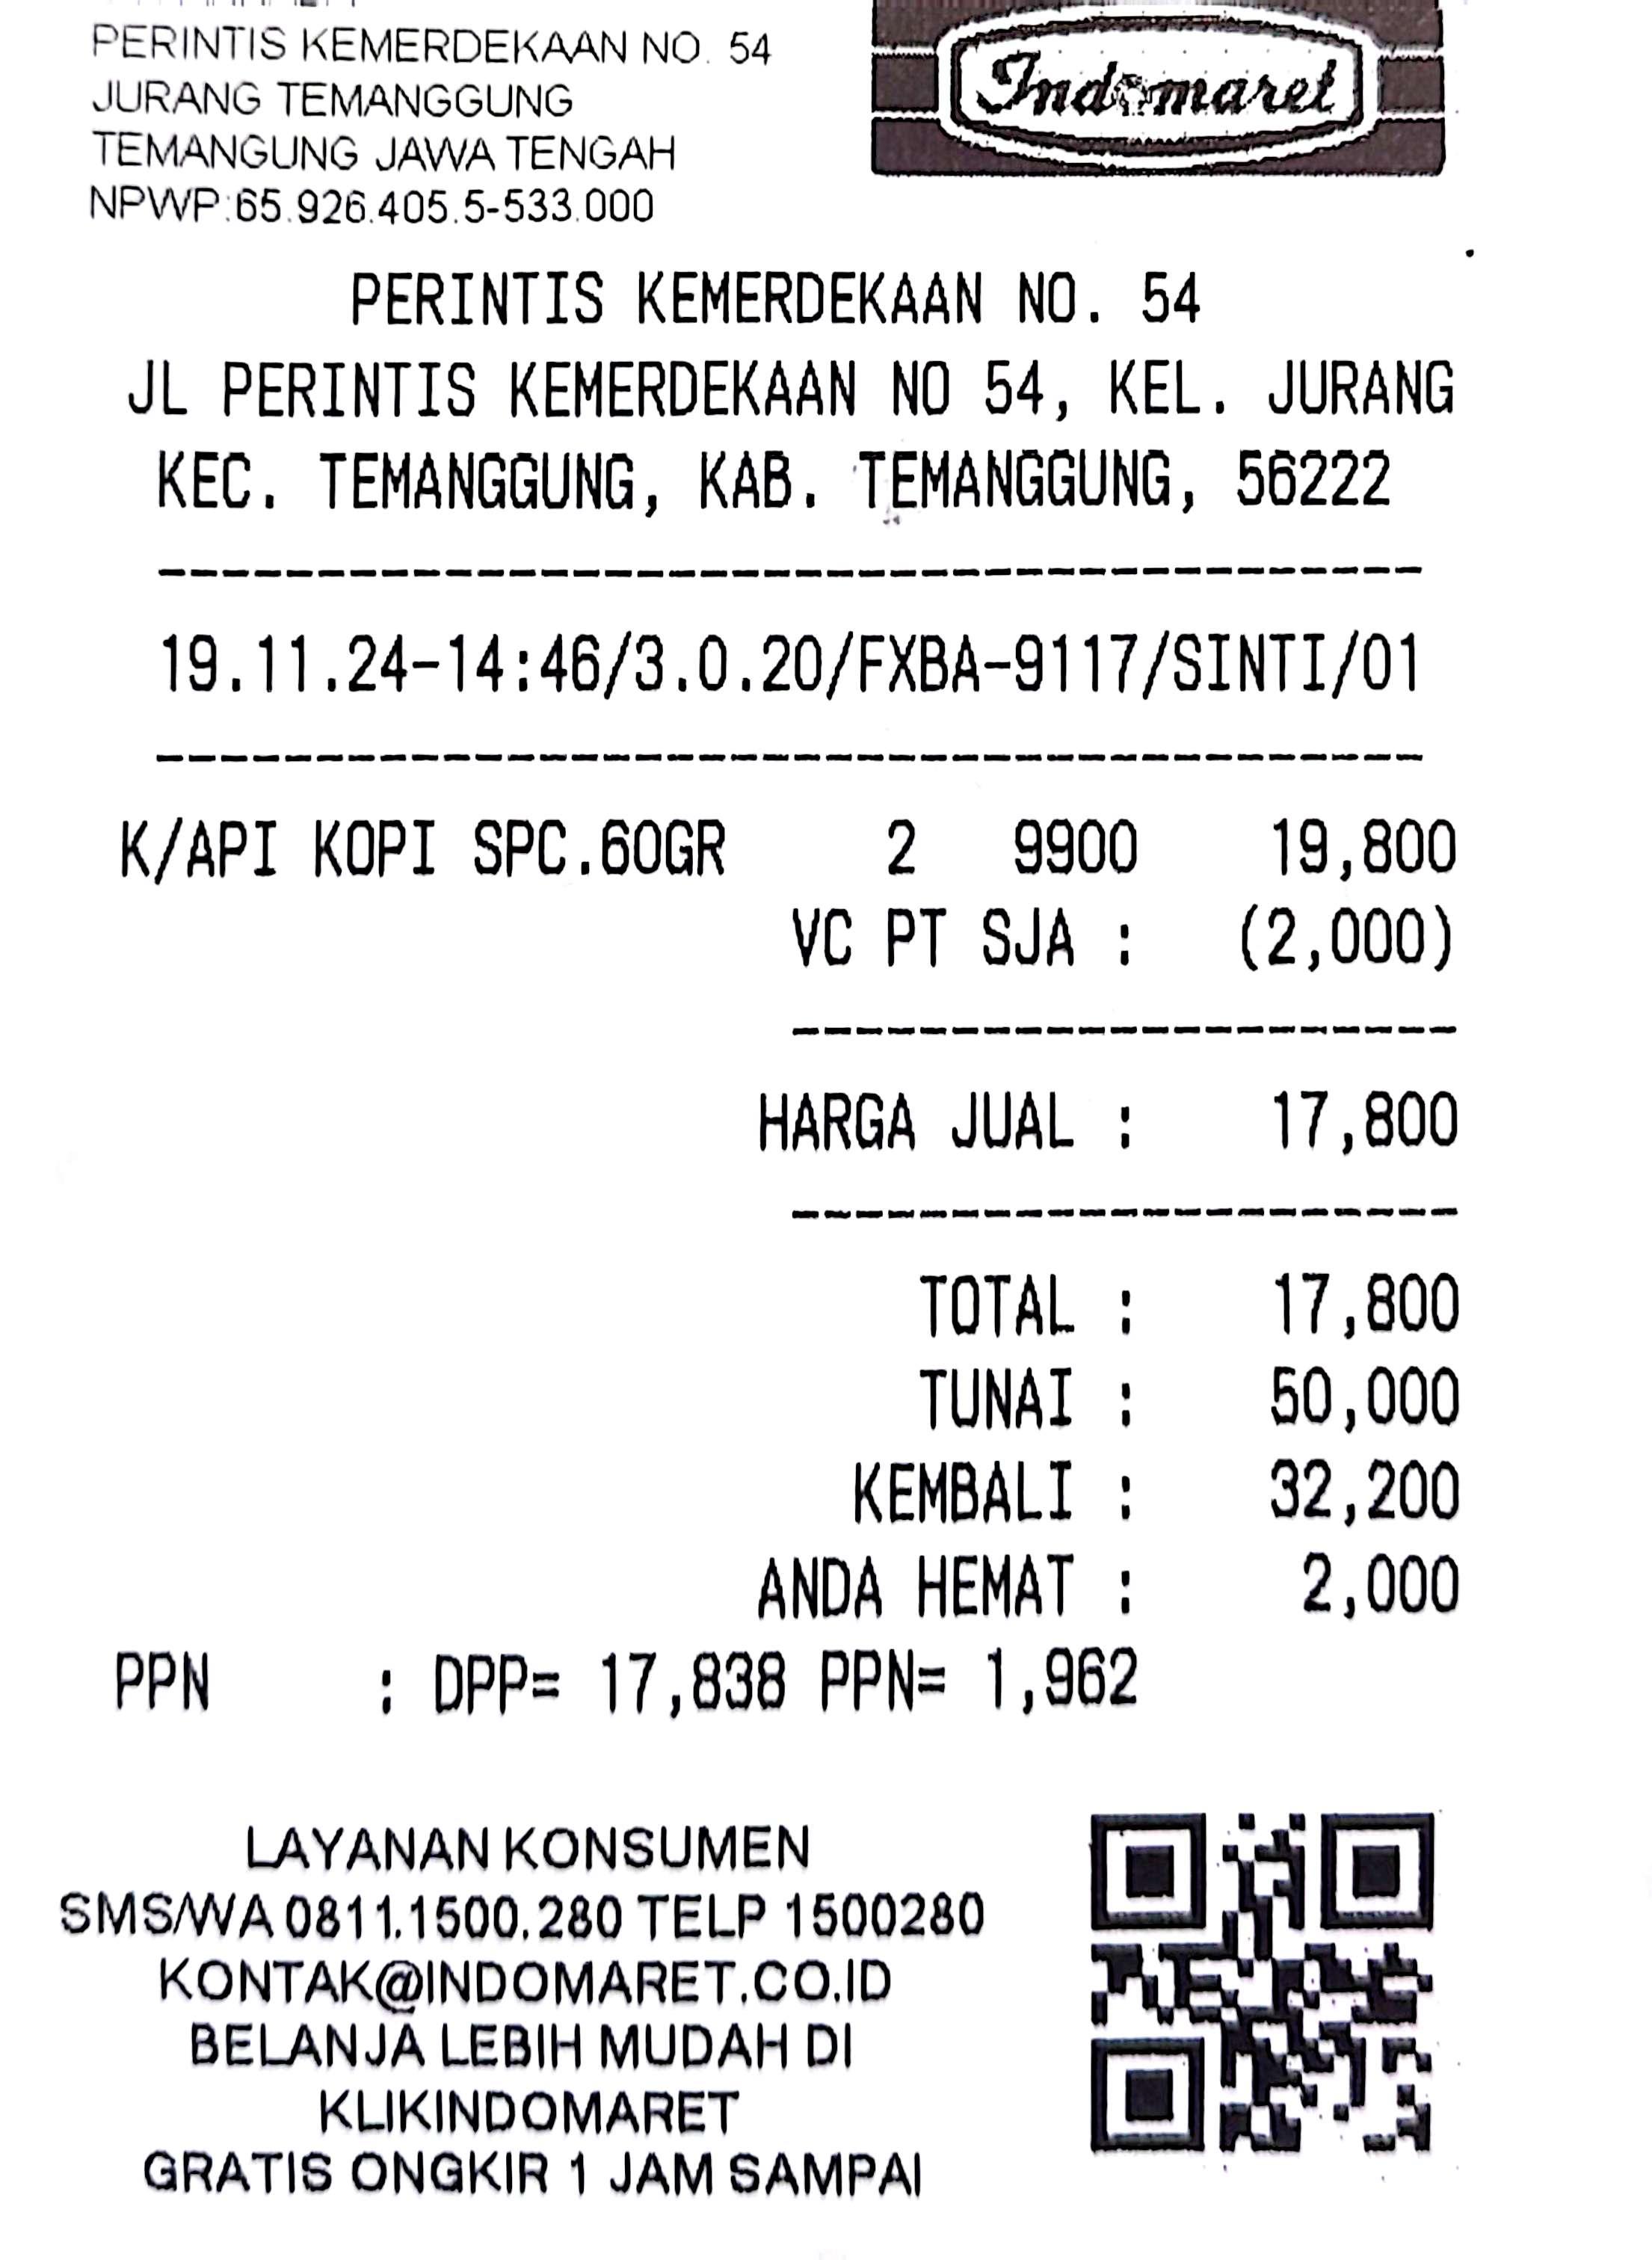 PERINTIS KEMERDEKAAN NO. 54
JURANG TEMANGGUNG
TEMANGUNG JAWA TENGAH
NPWP:65.926.405.5-533.000
Indomaret
PERINTIS KEMERDEKAAN NO. 54
JL PERINTIS KEMERDEKAAN NO 54, KEL. JURANG
KEC. TEMANGGUNG, KAB. TEMANGGUNG, 56222
19.11.24-14:46/3.0.20/FXBA-9117/SINTI/01
K/API KOPI SPC.60GR 2 9900 19,800
VC PT SJA : (2,000)
HARGA JUAL : 17,800
TOTAL : 17,800
TUNAI : 50,000
KEMBALI : 32,200
ANDA HEMAT : 2,000
PPN : DPP= 17,838 PPN= 1,962
LAYANAN KONSUMEN
SMS/WA 0811.1500.280 TELP 1500280
KONTAK@INDOMARET.CO.ID
BELANJA LEBIH MUDAH DI
KLIKINDOMARET
GRATIS ONGKIR 1 JAM SAMPAI